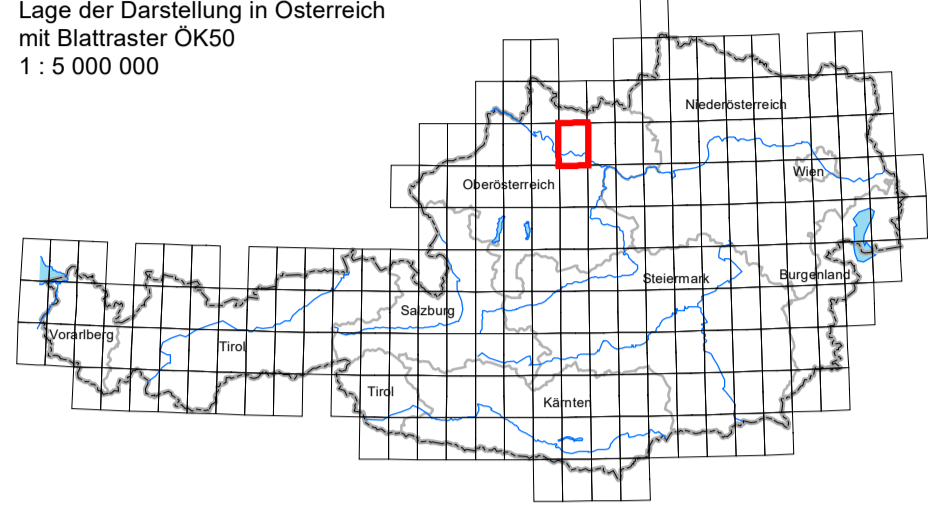 Lage der Darstellung in Österreich
mit Blattraster ÖK50
1 : 5 000 000
Niederösterreich
Wien
Oberösterreich
Steiermark
Burgenland
Salzburg
Vorarlberg
Tirol
Tirol
Kärnten